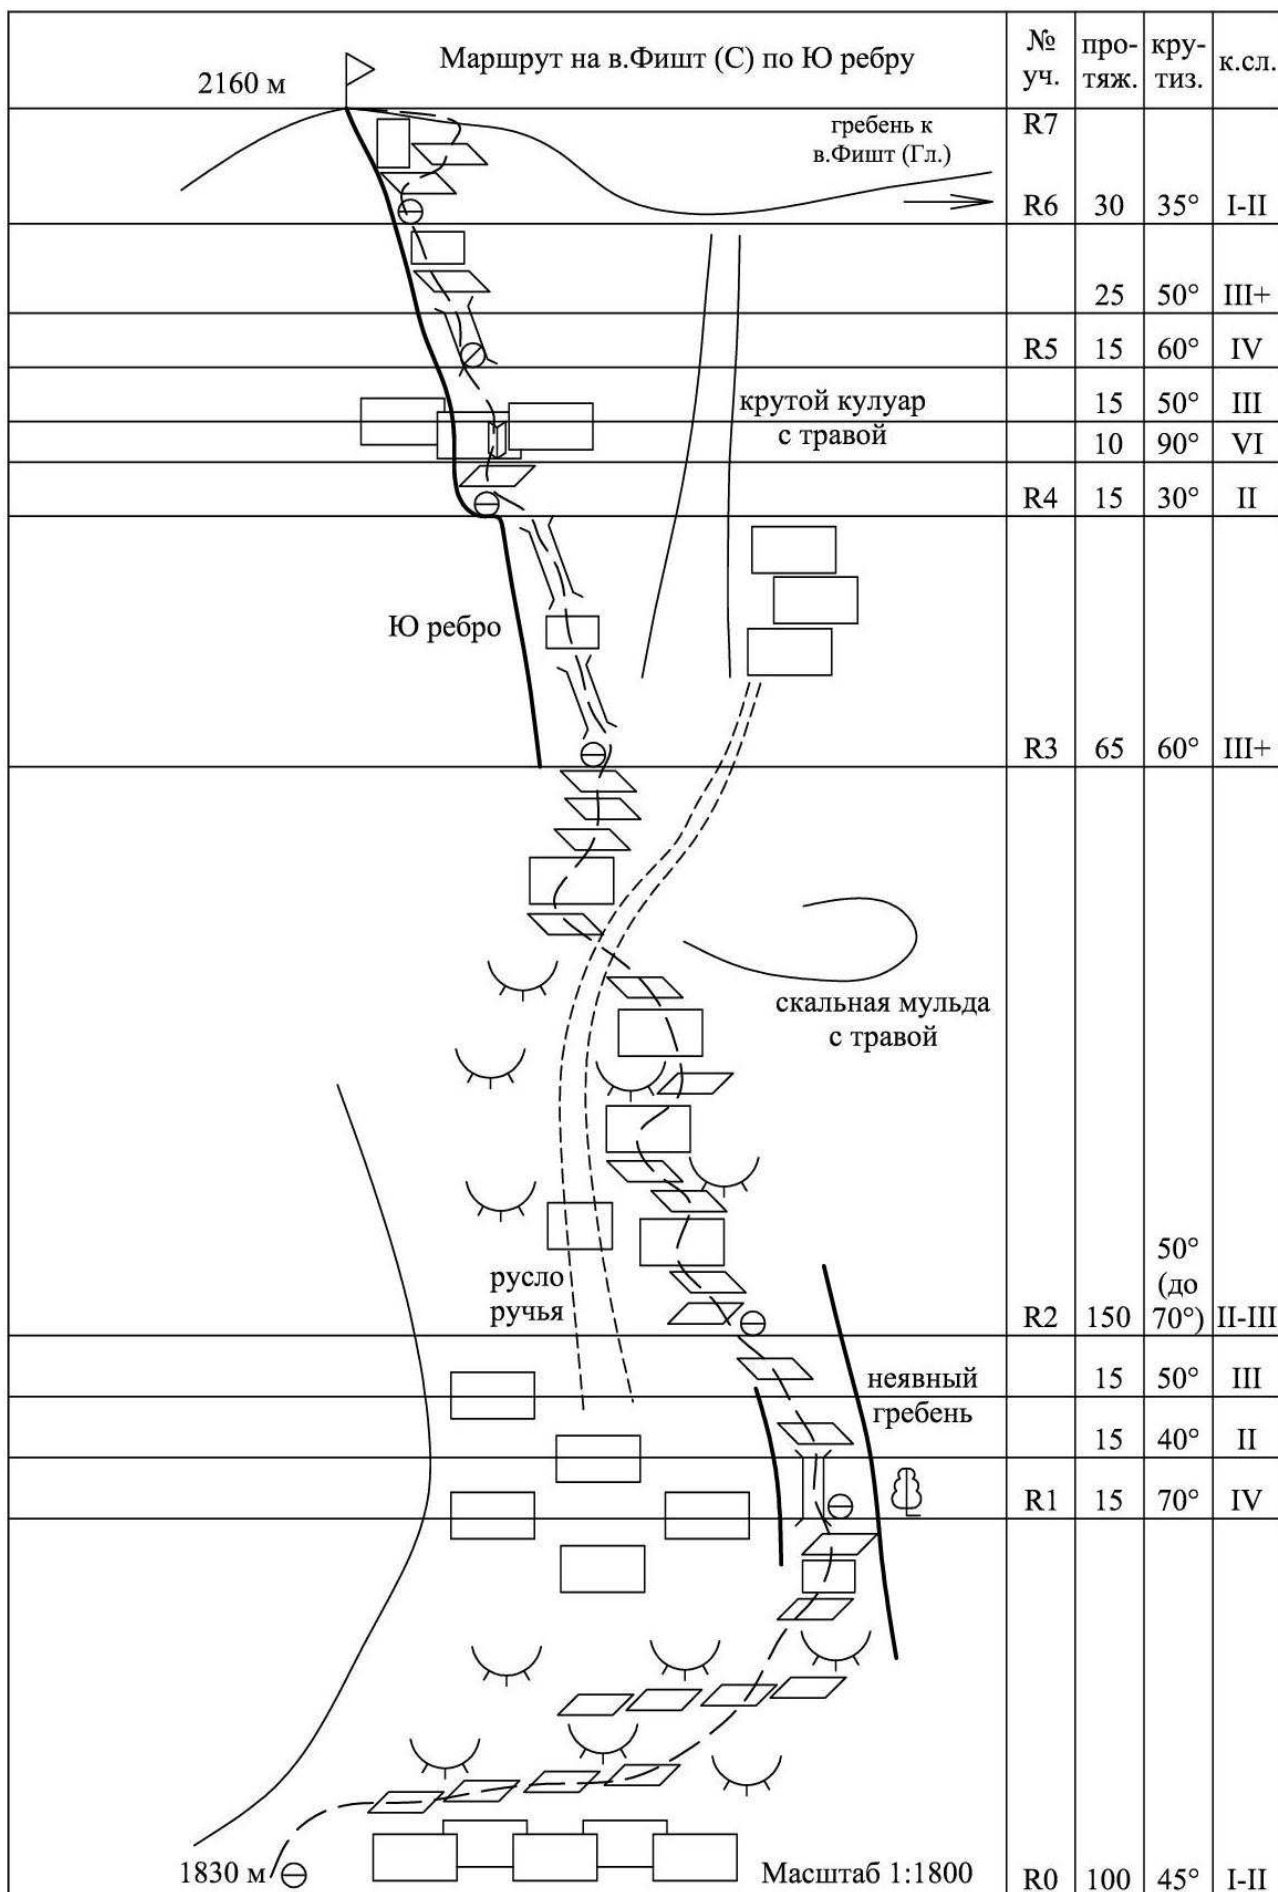 Маршрут на в.Фишт (С) по Ю ребру
№ уч.
про-тяж.
кру-тиз.
к.сл.
2160 м
гребень к
в.Фишт (Гл.)
R7
R6 30 35° I-II
25 50° III+
R5 15 60° IV
крутой кулуар
с травой
15 50° III
10 90° VI
R4 15 30° II
Ю ребро
R3 65 60° III+
скальная мульда
с травой
русло
ручья
50°
(до
R2 150 70°) II-III
неявный
гребень
15 50° III
15 40° II
R1 15 70° IV
1830 м
Масштаб 1:1800
R0 100 45° I-II